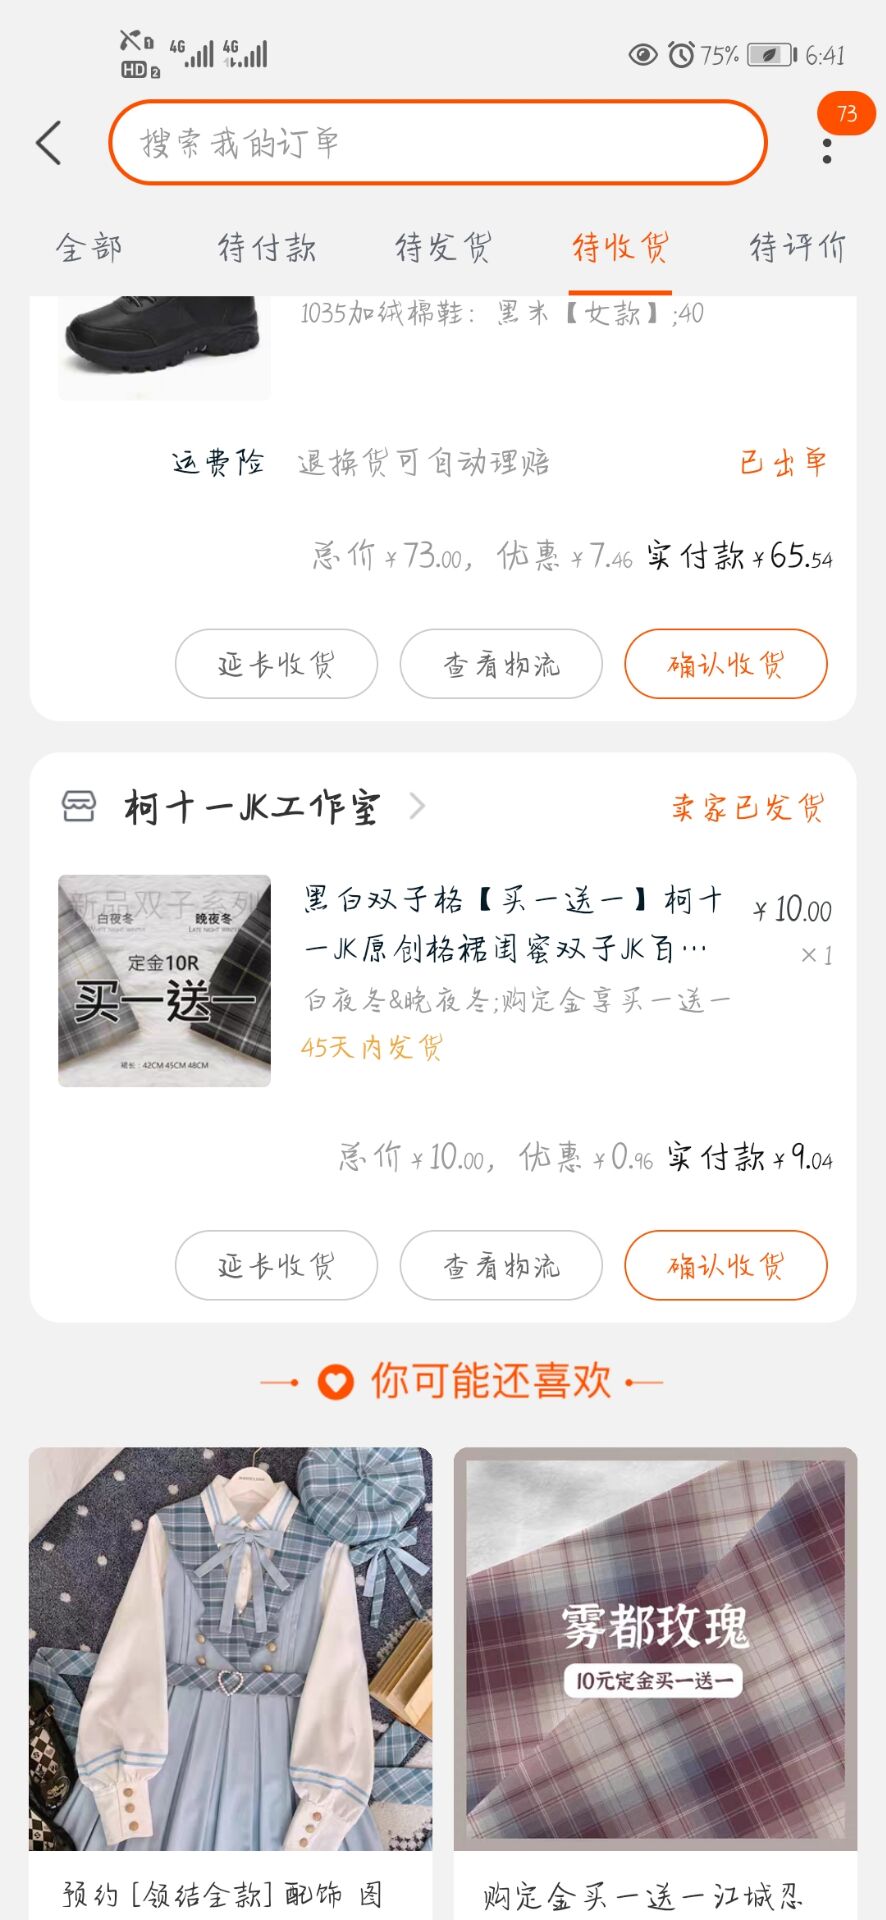 4G 4G 75% 6:41
HD 2
搜索我的订单
73
全部 待付款 待发货 待收货 待评价
1035加绒棉鞋：黑米【女款】;40
运费险 退换货可自动理赔 已出单
总价¥73.00，优惠¥7.46 实付款¥65.54
延长收货 查看物流 确认收货
柯十一JK工作室 卖家已发货
新品双子系列
白夜冬 晚夜冬
定金10R
买一送一
裙长：42CM 45CM 48CM
黑白双子格【买一送一】柯十 ¥10.00
一JK原创格裙闺蜜双子JK百… ×1
白夜冬&晚夜冬;购定金享买一送一
45天内发货
总价¥10.00，优惠¥0.96 实付款¥9.04
延长收货 查看物流 确认收货
你可能还喜欢
雾都玫瑰
10元定金买一送一
预约 [领结全款] 配饰 图
购定金买一送一江城忍